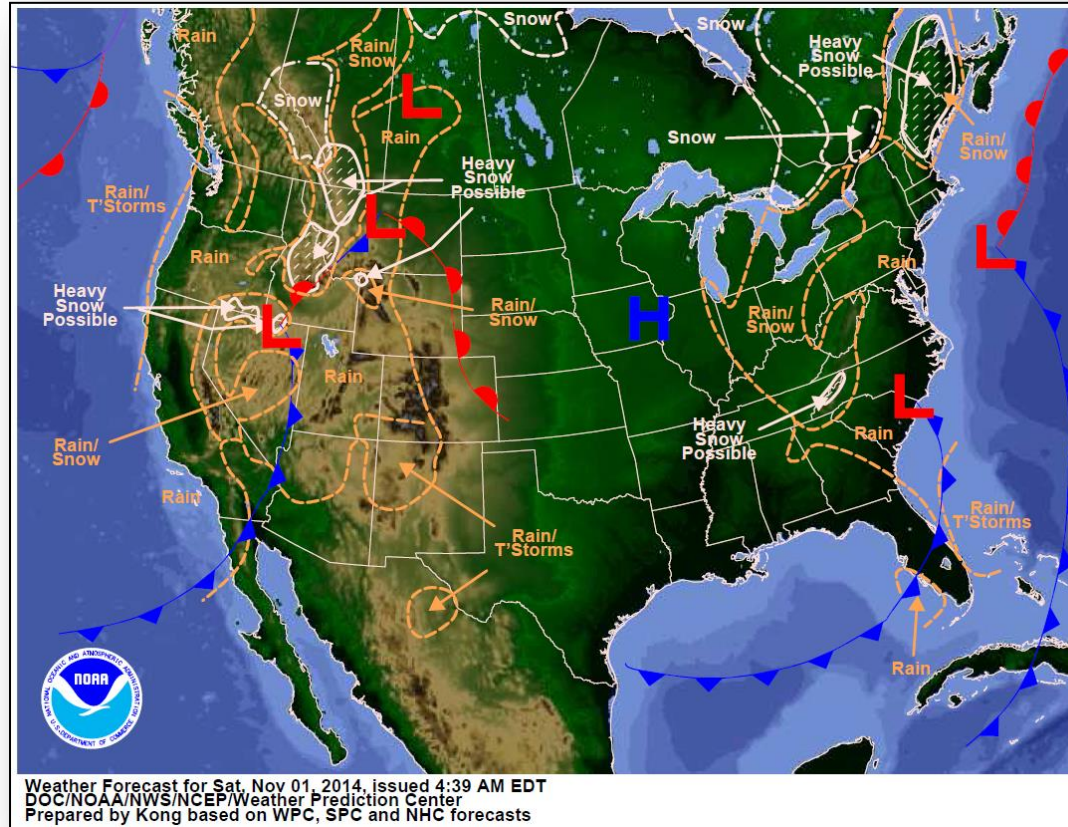 Snow
Snow
Rain
Rain/
Snow
Heavy
Snow
Possible
Snow
Rain
Snow
Rain/
Snow
Heavy
Snow
Possible
Rain/
T'Storms
Rain
Rain
Heavy
Snow
Possible
Rain/
Snow
Rain/
Snow
Rain
Rain/
Snow
Heavy
Snow
Possible
Rain
Rain
Rain/
T'Storms
Rain/
T'Storms
Rain
L
L
L
L
L
H
NOAA
NATIONAL OCEANIC AND ATMOSPHERIC ADMINISTRATION
U.S. DEPARTMENT OF COMMERCE
Weather Forecast for Sat, Nov 01, 2014, issued 4:39 AM EDT
DOC/NOAA/NWS/NCEP/Weather Prediction Center
Prepared by Kong based on WPC, SPC and NHC forecasts